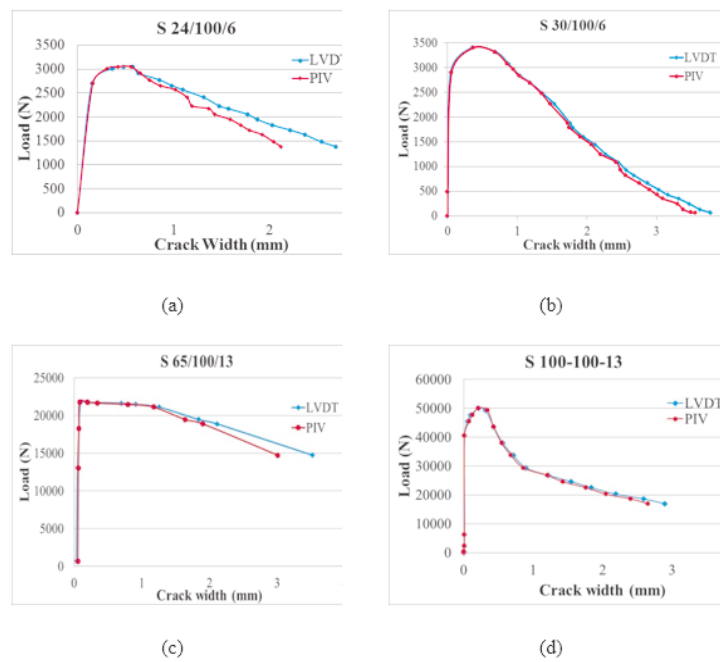 S 24/100/6
3500
3000
2500
2000
1500
1000
500
0
Load (N)
LVDT
PIV
0
1
2
Crack Width (mm)
(a)
S 30/100/6
3500
3000
2500
2000
1500
1000
500
0
Load (N)
LVDT
PIV
0
1
2
3
Crack width (mm)
(b)
S 65/100/13
25000
20000
15000
10000
5000
0
Load (N)
LVDT
PIV
0
1
2
3
Crack width (mm)
(c)
S 100-100-13
60000
50000
40000
30000
20000
10000
0
Load (N)
LVDT
PIV
0
1
2
3
Crack width (mm)
(d)